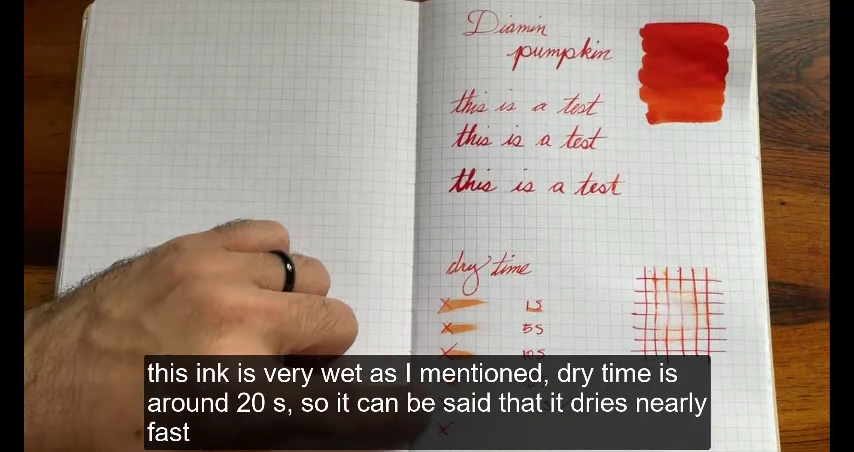 Diamin
pumpkin
this is a test
this is a test
this is a test
dry time
x 1s
x 5s
x 10s
x
this ink is very wet as I mentioned, dry time is
around 20 s, so it can be said that it dries nearly
fast